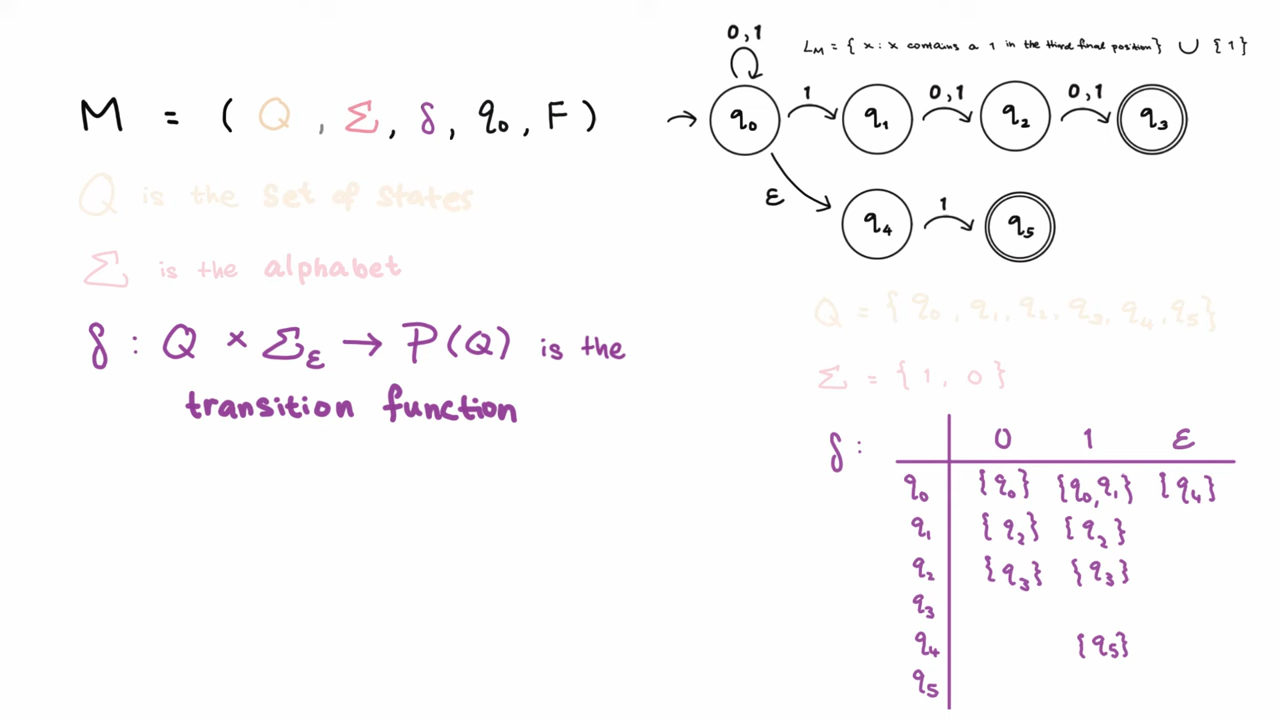 M = ( Q , Σ, δ, q₀, F )
Q is the set of states
Σ is the alphabet
δ : Q × Σ_ε → P(Q) is the
transition function
L_M = { x : x contains a 1 in the third final position } ∪ { 1 }
0,1
q₀ 1 q₁ 0,1 q₂ 0,1 q₃
ε q₄ 1 q₅
Q = { q₀, q₁, q₂, q₃, q₄, q₅ }
Σ = { 1, 0 }
δ : 0 1 ε
q₀ {q₀} {q₀,q₁} {q₄}
q₁ {q₂} {q₂}
q₂ {q₃} {q₃}
q₃
q₄ {q₅}
q₅